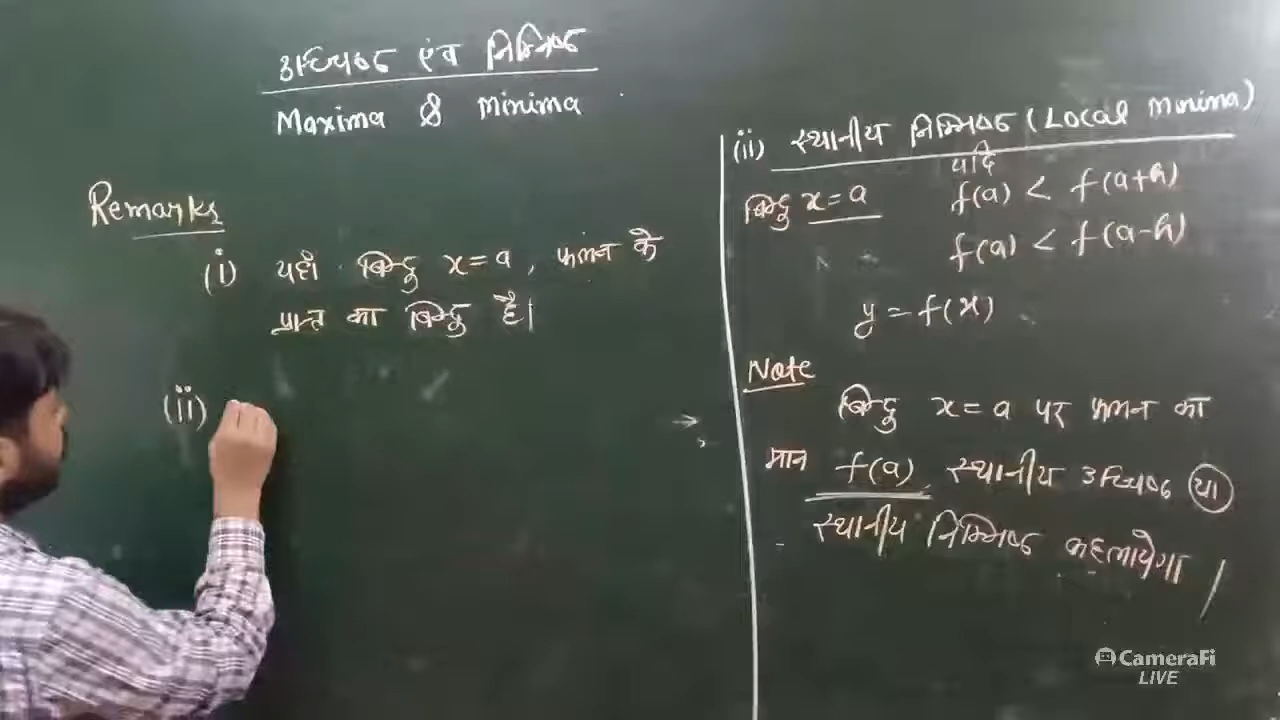 उच्चिष्ठ एवं निम्निष्ठ
Maxima & Minima
Remarks
(i) यहाँ बिन्दु x = a, फलन के
प्रान्त का बिन्दु है।
(ii)
(ii) स्थानीय निम्निष्ठ (Local Minima)
यदि
बिन्दु x = a f(a) < f(a+h)
f(a) < f(a-h)
y = f(x)
Note
बिन्दु x = a पर फलन का
मान f(a) स्थानीय उच्चिष्ठ या
स्थानीय निम्निष्ठ कहलायेगा /
CameraFi
LIVE